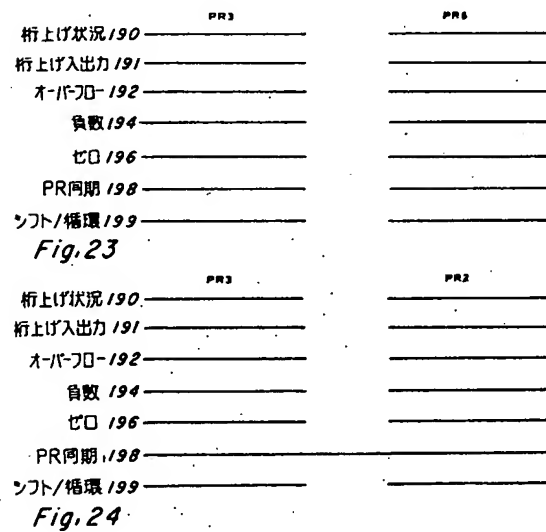 PR3 PR6
桁上げ状況 190
桁上げ入出力 191
オーバーフロー 192
負数 194
ゼロ 196
PR同期 198
シフト/循環 199
Fig.23
PR3 PR2
桁上げ状況 190
桁上げ入出力 191
オーバーフロー 192
負数 194
ゼロ 196
PR同期 198
シフト/循環 199
Fig.24